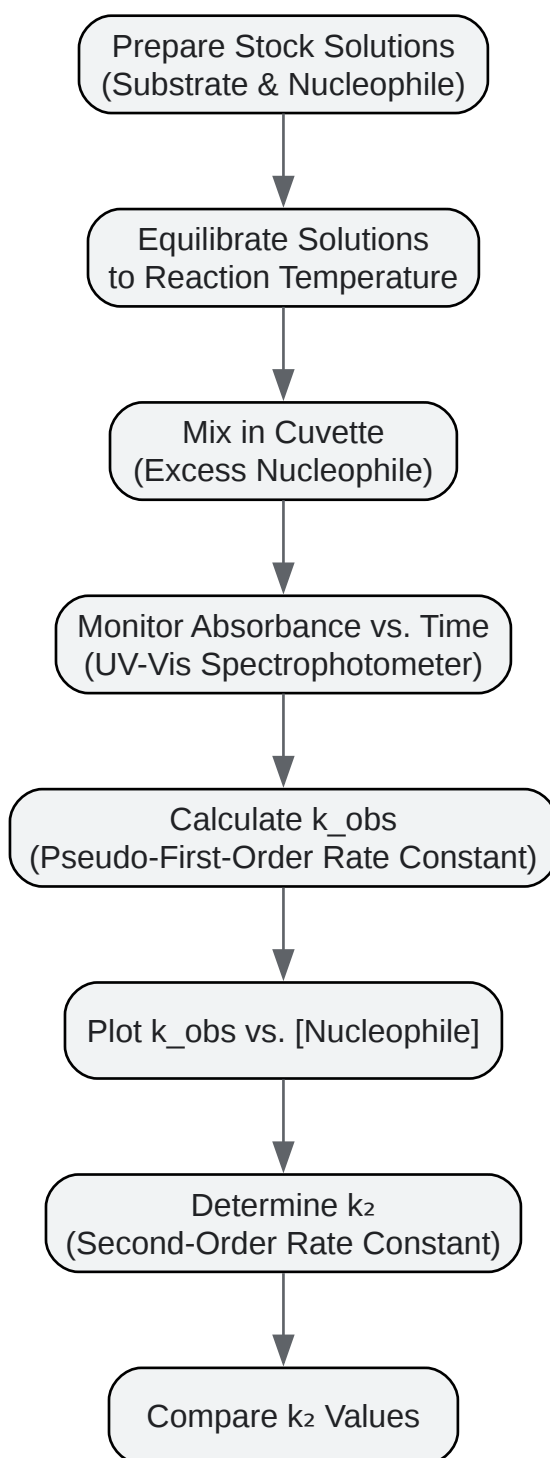 Prepare Stock Solutions
(Substrate & Nucleophile)
Equilibrate Solutions
to Reaction Temperature
Mix in Cuvette
(Excess Nucleophile)
Monitor Absorbance vs. Time
(UV-Vis Spectrophotometer)
Calculate k_obs
(Pseudo-First-Order Rate Constant)
Plot k_obs vs. [Nucleophile]
Determine k₂
(Second-Order Rate Constant)
Compare k₂ Values